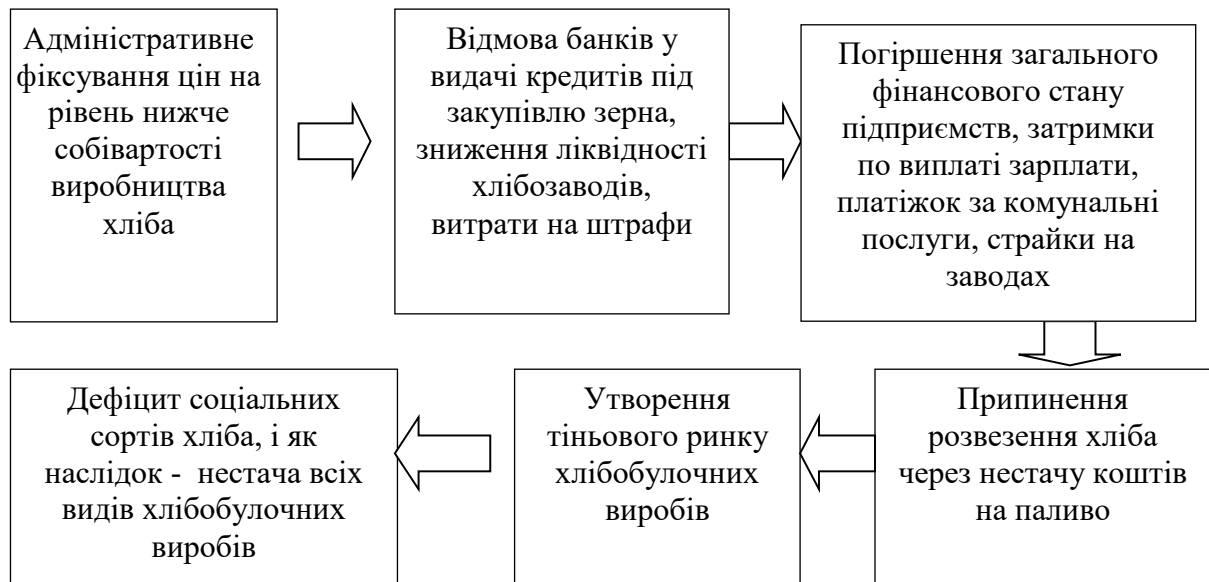 Адміністративне
фіксування цін на
рівень нижче
собівартості
виробництва
хліба
Відмова банків у
видачі кредитів під
закупівлю зерна,
зниження ліквідності
хлібозаводів,
витрати на штрафи
Погіршення загального
фінансового стану
підприємств, затримки
по виплаті зарплати,
платіжок за комунальні
послуги, страйки на
заводах
Припинення
розвезення хліба
через нестачу коштів
на паливо
Утворення
тіньового ринку
хлібобулочних
виробів
Дефіцит соціальних
сортів хліба, і як
наслідок - нестача всіх
видів хлібобулочних
виробів